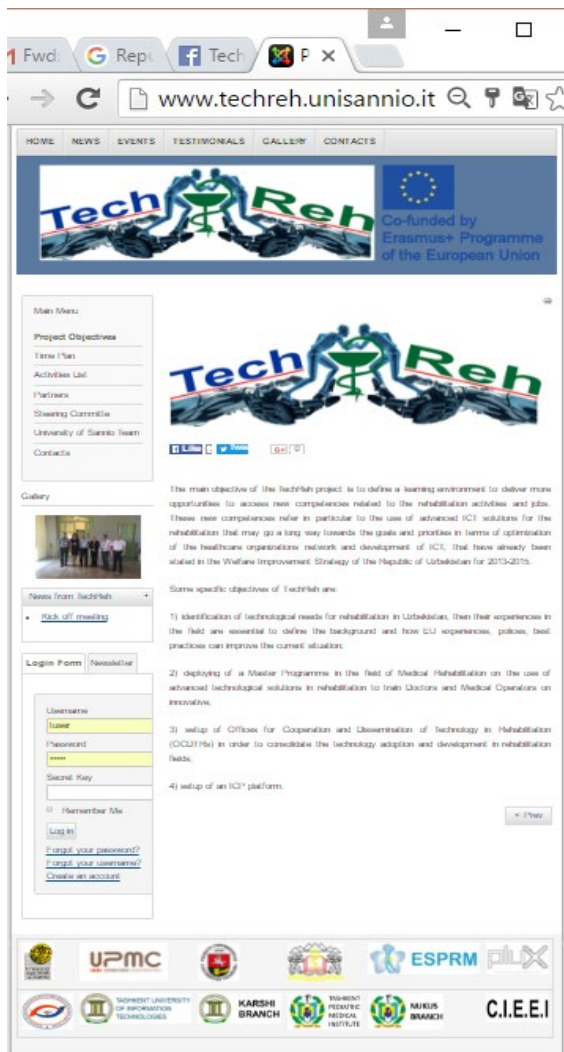 Fwd:
Repu
Tech
P
www.techreh.unisannio.it
HOME NEWS EVENTS TESTIMONIALS GALLERY CONTACTS
Tech Reh
Co-funded by
Erasmus+ Programme
of the European Union
Main Menu
Project Objectives
Time Plan
Activities List
Partners
Steering Committe
University of Sannio Team
Contacts
Tech Reh
Like
Tweet
G+ 0
Gallery
The main objective of the TechReh project is to define a learning environment to deliver more
opportunities to access new competences related to the rehabilitation activities and jobs.
These new competences refer in particular to the use of advanced ICT solutions for the
rehabilitation that may go a long way towards the goals and priorities in terms of optimization
of the healthcare organizations network and development of ICT, that have already been
stated in the Welfare Improvement Strategy of the Republic of Uzbekistan for 2013-2015.
Some specific objectives of TechReh are:
1) identification of technological needs for rehabilitation in Uzbekistan, then their experiences in
the field are essential to define the background and how EU experiences, polices, best
practices can improve the current situation;
2) deploying of a Master Programme in the field of Medical Rehabilitation on the use of
advanced technological solutions in rehabilitation to train Doctors and Medical Operators on
innovative;
3) setup of Offices for Cooperation and Dissemination of Technology in Rehabilitation
(OCDTRs) in order to consolidate the technology adoption and development in rehabilitation
fields;
4) setup of an ICP platform.
< Prev
News from TechReh +
Kick off meeting
Login Form Newsletter
Username
tuser
Password
*****
Secret Key
Remember Me
Log in
Forgot your password?
Forgot your username?
Create an account
UPMC
ESPRM
plux
TASHKENT UNIVERSITY
OF INFORMATION
TECHNOLOGIES
KARSHI
BRANCH
TASHKENT
PEDIATRIC
MEDICAL
INSTITUTE
NUKUS
BRANCH
C.I.E.E.I